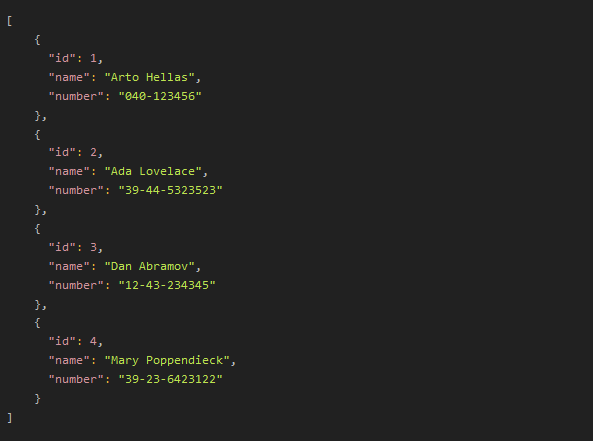 [
    {
      "id": 1,
      "name": "Arto Hellas",
      "number": "040-123456"
    },
    {
      "id": 2,
      "name": "Ada Lovelace",
      "number": "39-44-5323523"
    },
    {
      "id": 3,
      "name": "Dan Abramov",
      "number": "12-43-234345"
    },
    {
      "id": 4,
      "name": "Mary Poppendieck",
      "number": "39-23-6423122"
    }
]